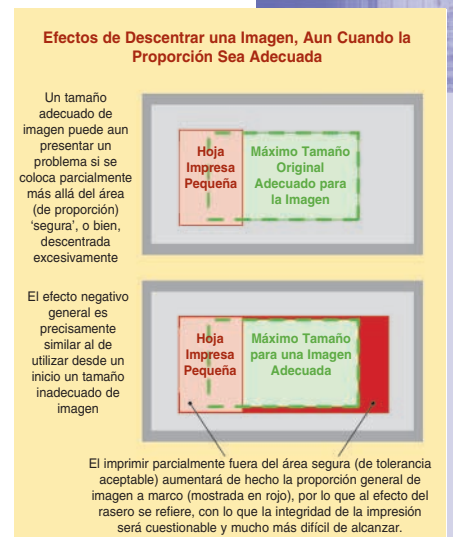 Efectos de Descentrar una Imagen, Aun Cuando la
Proporción Sea Adecuada
Un tamaño
adecuado de
imagen puede aun
presentar un
problema si se
coloca parcialmente
más allá del área
(de proporción)
‘segura’, o bien,
descentrada
excesivamente
Hoja
Impresa
Pequeña
Máximo Tamaño
Original
Adecuado para
la Imagen
El efecto negativo
general es
precisamente
similar al de
utilizar desde un
inicio un tamaño
inadecuado de
imagen
Hoja
Impresa
Pequeña
Máximo Tamaño
para una Imagen
Adecuada
El imprimir parcialmente fuera del área segura (de tolerancia
aceptable) aumentará de hecho la proporción general de
imagen a marco (mostrada en rojo), por lo que al efecto del
rasero se refiere, con lo que la integridad de la impresión
será cuestionable y mucho más difícil de alcanzar.